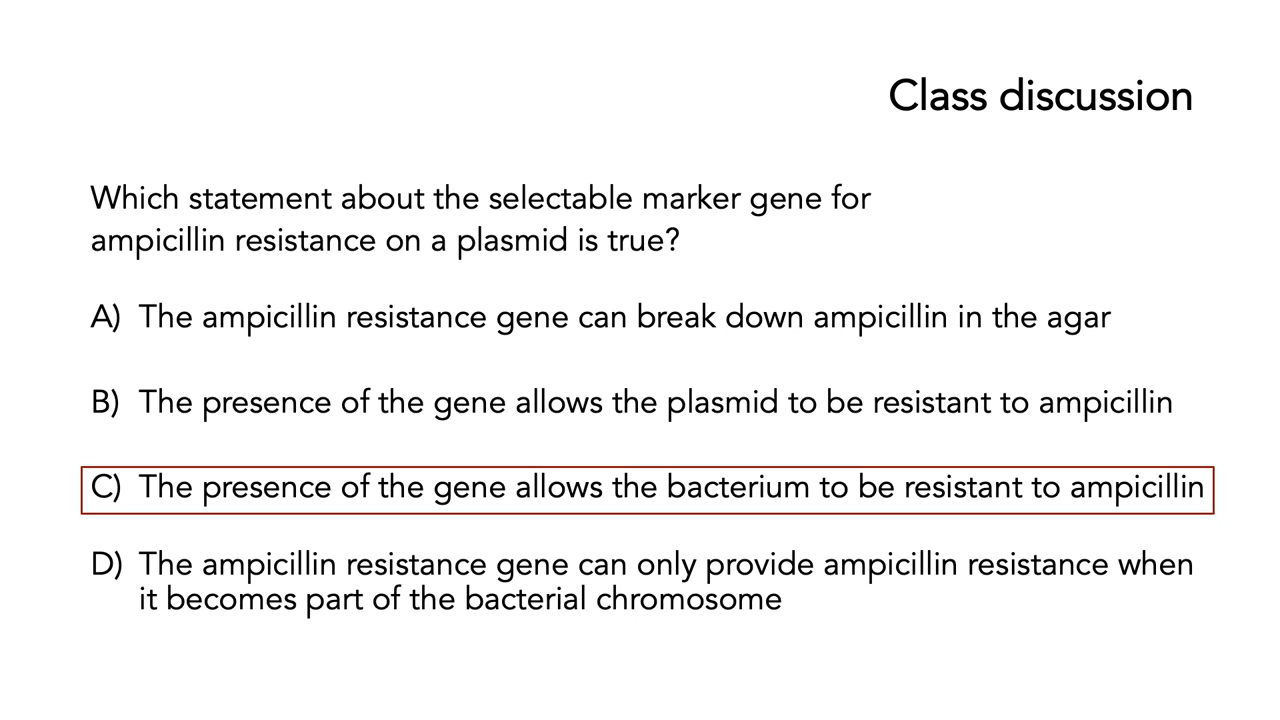 Class discussion
Which statement about the selectable marker gene for
ampicillin resistance on a plasmid is true?
A) The ampicillin resistance gene can break down ampicillin in the agar
B) The presence of the gene allows the plasmid to be resistant to ampicillin
C) The presence of the gene allows the bacterium to be resistant to ampicillin
D) The ampicillin resistance gene can only provide ampicillin resistance when
it becomes part of the bacterial chromosome